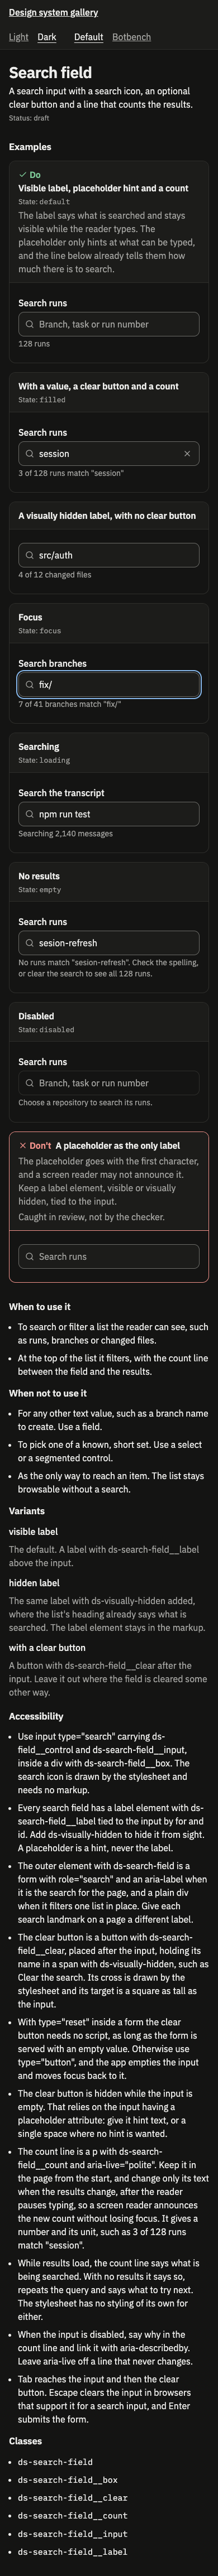 Design system gallery
Light Dark Default Botbench
Search field
A search input with a search icon, an optional
clear button and a line that counts the results.
Status: draft
Examples
Do
Visible label, placeholder hint and a count
State: default
The label says what is searched and stays
visible while the reader types. The
placeholder only hints at what can be typed,
and the line below already tells them how
much there is to search.
Search runs
Branch, task or run number
128 runs
With a value, a clear button and a count
State: filled
Search runs
session
3 of 128 runs match "session"
A visually hidden label, with no clear button
src/auth
4 of 12 changed files
Focus
State: focus
Search branches
fix/
7 of 41 branches match "fix/"
Searching
State: loading
Search the transcript
npm run test
Searching 2,140 messages
No results
State: empty
Search runs
sesion-refresh
No runs match "sesion-refresh". Check the spelling,
or clear the search to see all 128 runs.
Disabled
State: disabled
Search runs
Branch, task or run number
Choose a repository to search its runs.
Don't A placeholder as the only label
The placeholder goes with the first character,
and a screen reader may not announce it.
Keep a label element, visible or visually
hidden, tied to the input.
Caught in review, not by the checker.
Search runs
When to use it
• To search or filter a list the reader can see, such
as runs, branches or changed files.
• At the top of the list it filters, with the count line
between the field and the results.
When not to use it
• For any other text value, such as a branch name
to create. Use a field.
• To pick one of a known, short set. Use a select
or a segmented control.
• As the only way to reach an item. The list stays
browsable without a search.
Variants
visible label
The default. A label with ds-search-field__label
above the input.
hidden label
The same label with ds-visually-hidden added,
where the list's heading already says what is
searched. The label element stays in the markup.
with a clear button
A button with ds-search-field__clear after the
input. Leave it out where the field is cleared some
other way.
Accessibility
• Use input type="search" carrying ds-
field__control and ds-search-field__input,
inside a div with ds-search-field__box. The
search icon is drawn by the stylesheet and
needs no markup.
• Every search field has a label element with ds-
search-field__label tied to the input by for and
id. Add ds-visually-hidden to hide it from sight.
A placeholder is a hint, never the label.
• The outer element with ds-search-field is a
form with role="search" and an aria-label when
it is the search for the page, and a plain div
when it filters one list in place. Give each
search landmark on a page a different label.
• The clear button is a button with ds-search-
field__clear, placed after the input, holding its
name in a span with ds-visually-hidden, such as
Clear the search. Its cross is drawn by the
stylesheet and its target is a square as tall as
the input.
• With type="reset" inside a form the clear
button needs no script, as long as the form is
served with an empty value. Otherwise use
type="button", and the app empties the input
and moves focus back to it.
• The clear button is hidden while the input is
empty. That relies on the input having a
placeholder attribute: give it hint text, or a
single space where no hint is wanted.
• The count line is a p with ds-search-
field__count and aria-live="polite". Keep it in
the page from the start, and change only its text
when the results change, after the reader
pauses typing, so a screen reader announces
the new count without losing focus. It gives a
number and its unit, such as 3 of 128 runs
match "session".
• While results load, the count line says what is
being searched. With no results it says so,
repeats the query and says what to try next.
The stylesheet has no styling of its own for
either.
• When the input is disabled, say why in the
count line and link it with aria-describedby.
Leave aria-live off a line that never changes.
• Tab reaches the input and then the clear
button. Escape clears the input in browsers
that support it for a search input, and Enter
submits the form.
Classes
• ds-search-field
• ds-search-field__box
• ds-search-field__clear
• ds-search-field__count
• ds-search-field__input
• ds-search-field__label